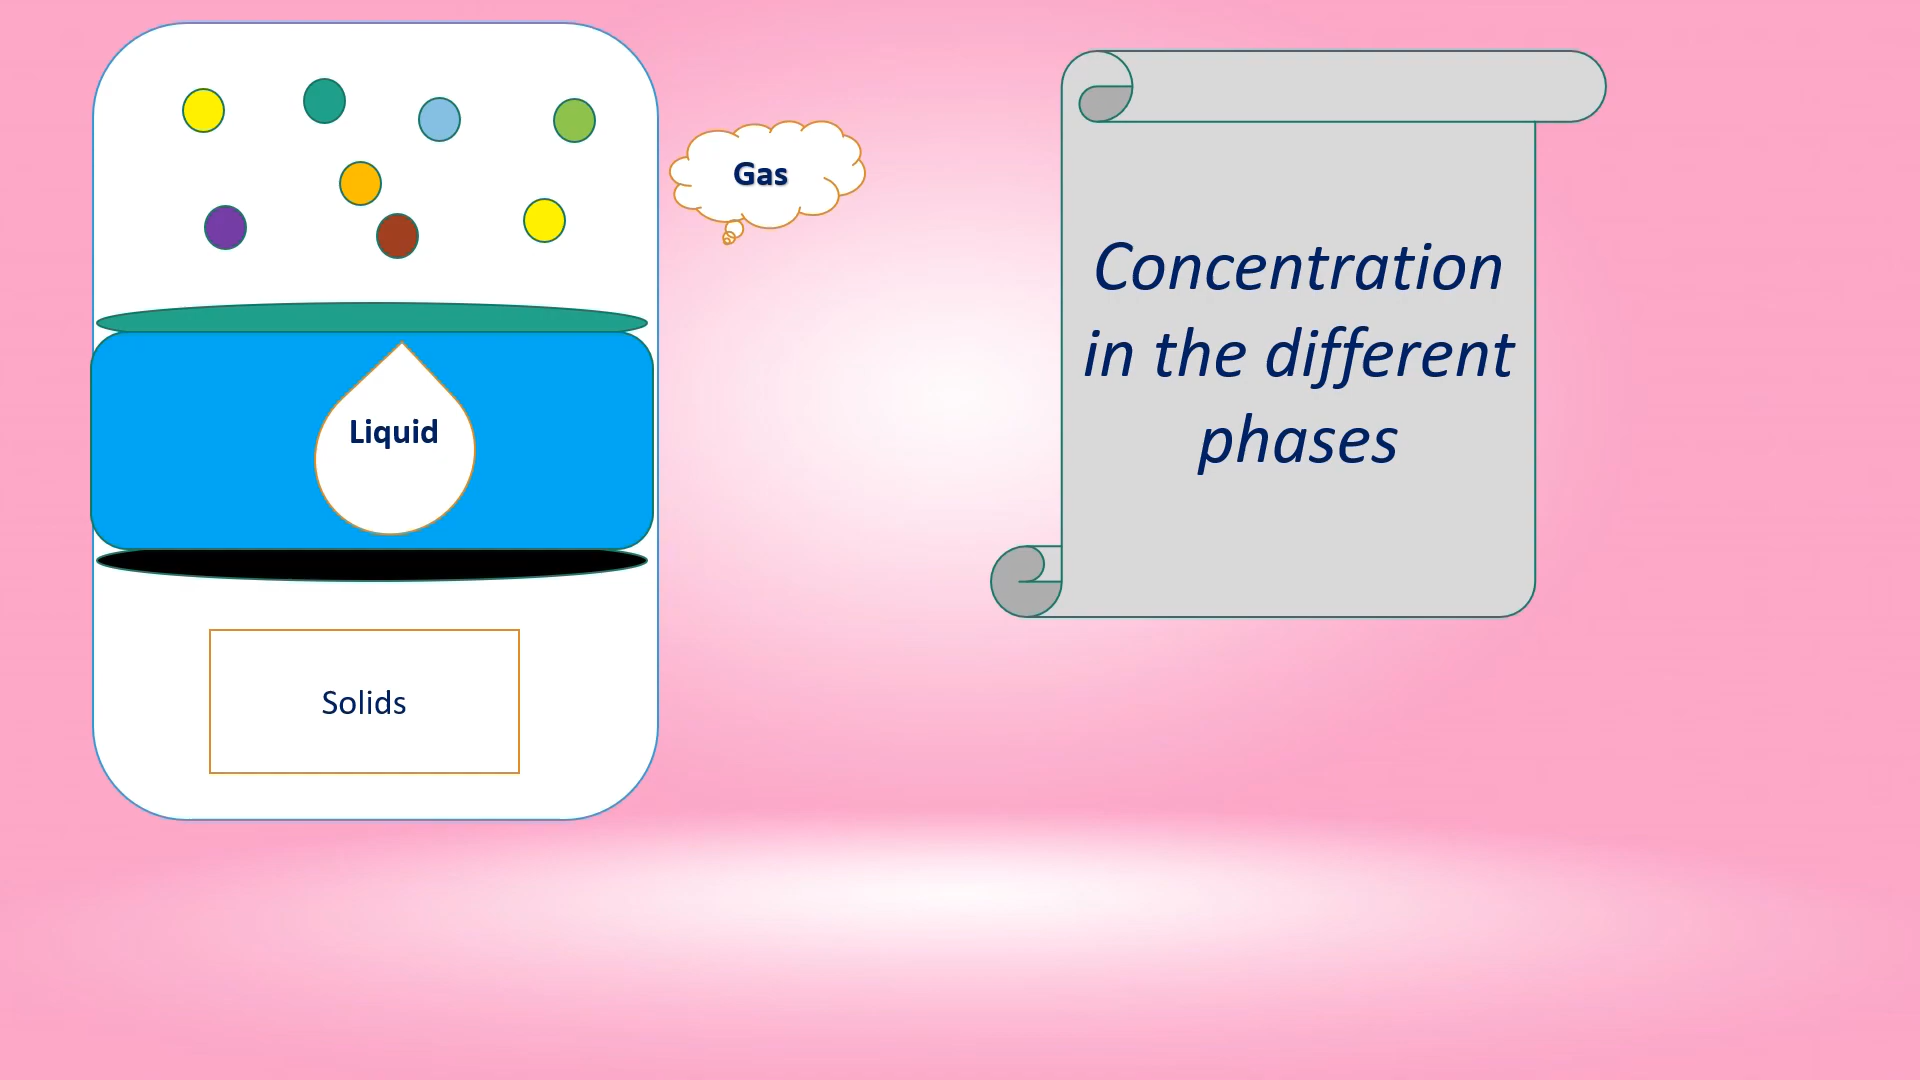 Gas
Liquid
Solids
Concentration
in the different
phases